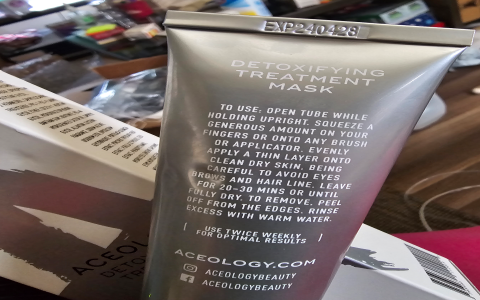 EXP240428
DETOXIFYING
TREATMENT
MASK
TO USE: OPEN TUBE WHILE
HOLDING UPRIGHT, SQUEEZE A
GENEROUS AMOUNT ON YOUR
FINGERS OR ONTO ANY BRUSH
OR APPLICATOR. EVENLY
APPLY A THIN LAYER ONTO
CLEAN DRY SKIN, BEING
CAREFUL TO AVOID EYES
BROWS AND HAIR LINE. LEAVE
FOR 20-30 MINS OR UNTIL
FULLY DRY. TO REMOVE, PEEL
OFF FROM THE EDGES. RINSE
EXCESS WITH WARM WATER.
( USE TWICE WEEKLY )
FOR OPTIMAL RESULTS
ACEOLOGY.COM
ACEOLOGYBEAUTY
ACEOLOGYBEAUTY
ACEOLO
DETO
TR